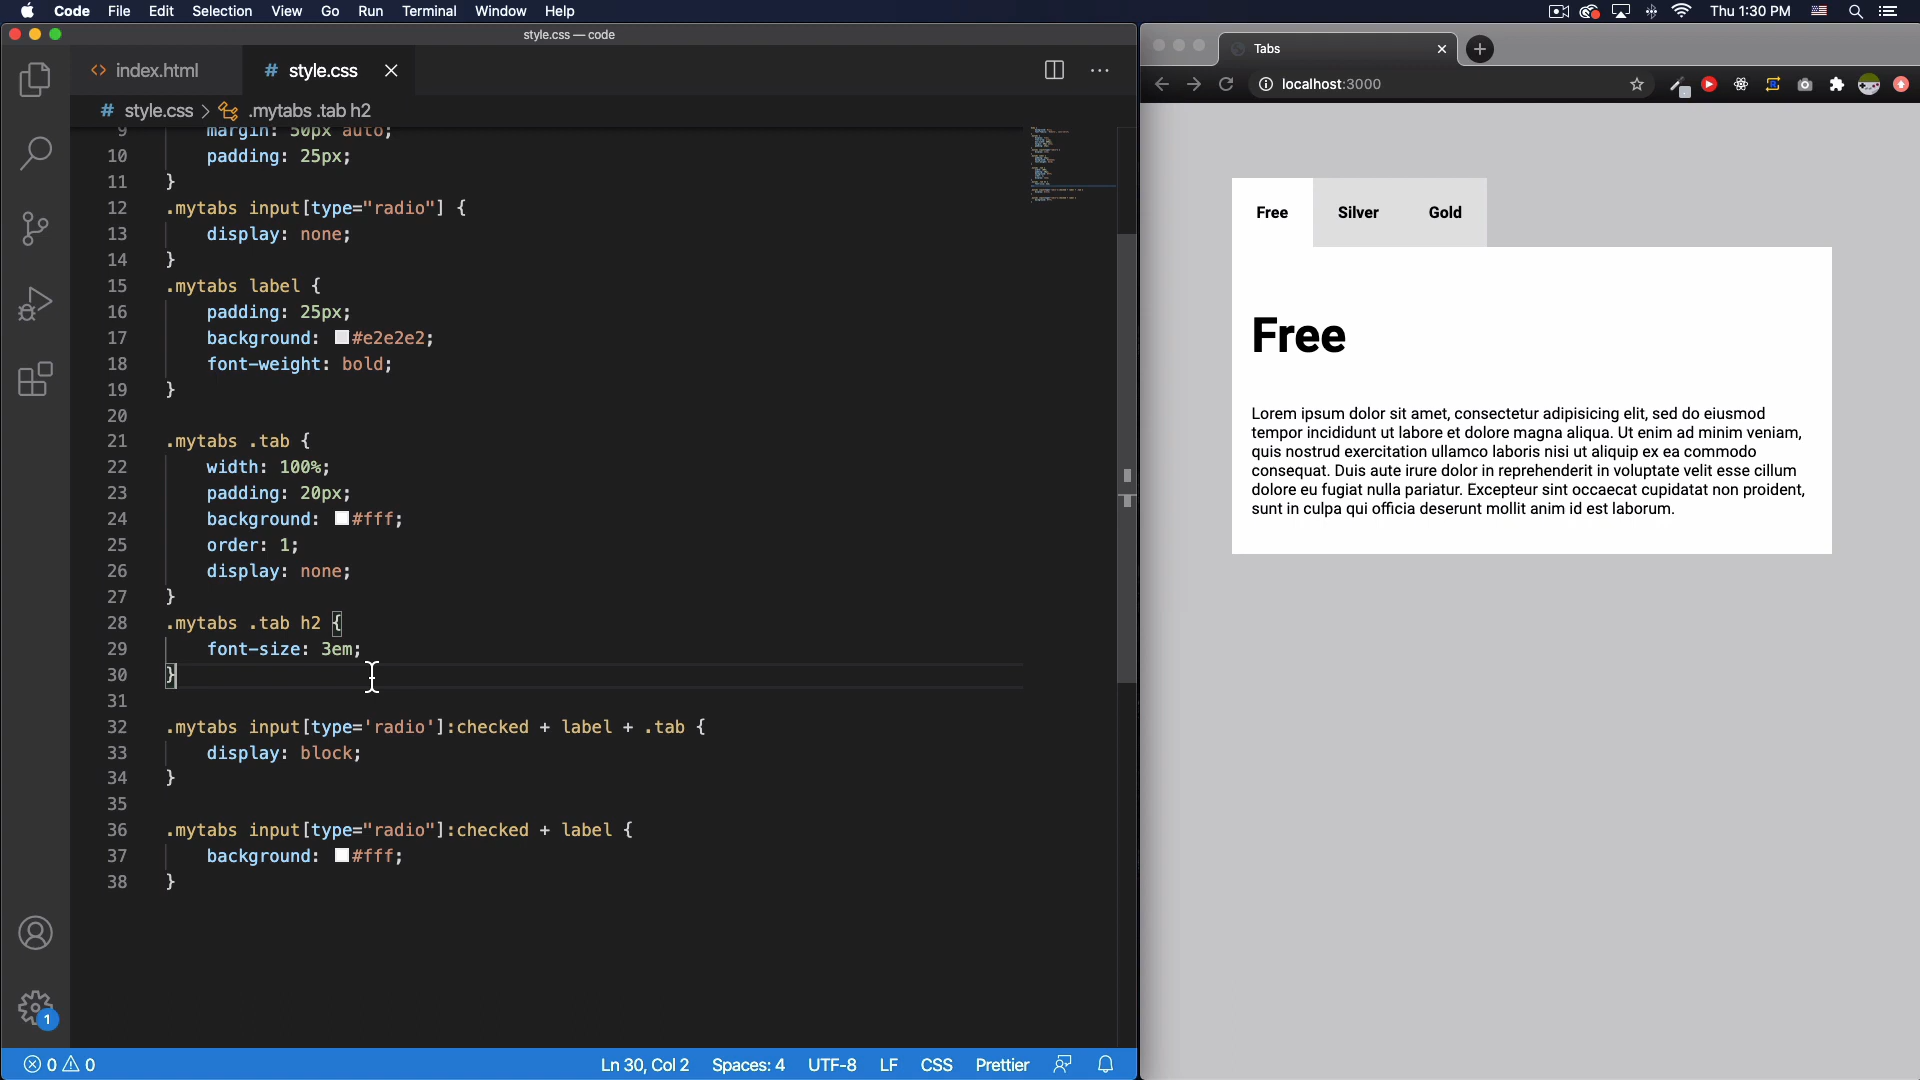 Code File Edit Selection View Go Run Terminal Window Help
Thu 1:30 PM
style.css — code
Tabs
index.html
# style.css
localhost:3000
# style.css > .mytabs .tab h2
9 margin: 50px auto;
10 padding: 25px;
11 }
12 .mytabs input[type="radio"] {
13 display: none;
14 }
15 .mytabs label {
16 padding: 25px;
17 background: #e2e2e2;
18 font-weight: bold;
19 }
20
21 .mytabs .tab {
22 width: 100%;
23 padding: 20px;
24 background: #fff;
25 order: 1;
26 display: none;
27 }
28 .mytabs .tab h2 {
29 font-size: 3em;
30 }
31
32 .mytabs input[type='radio']:checked + label + .tab {
33 display: block;
34 }
35
36 .mytabs input[type="radio"]:checked + label {
37 background: #fff;
38 }
1
0 0
Ln 30, Col 2 Spaces: 4 UTF-8 LF CSS Prettier
Free Silver Gold
Free
Lorem ipsum dolor sit amet, consectetur adipisicing elit, sed do eiusmod
tempor incididunt ut labore et dolore magna aliqua. Ut enim ad minim veniam,
quis nostrud exercitation ullamco laboris nisi ut aliquip ex ea commodo
consequat. Duis aute irure dolor in reprehenderit in voluptate velit esse cillum
dolore eu fugiat nulla pariatur. Excepteur sint occaecat cupidatat non proident,
sunt in culpa qui officia deserunt mollit anim id est laborum.